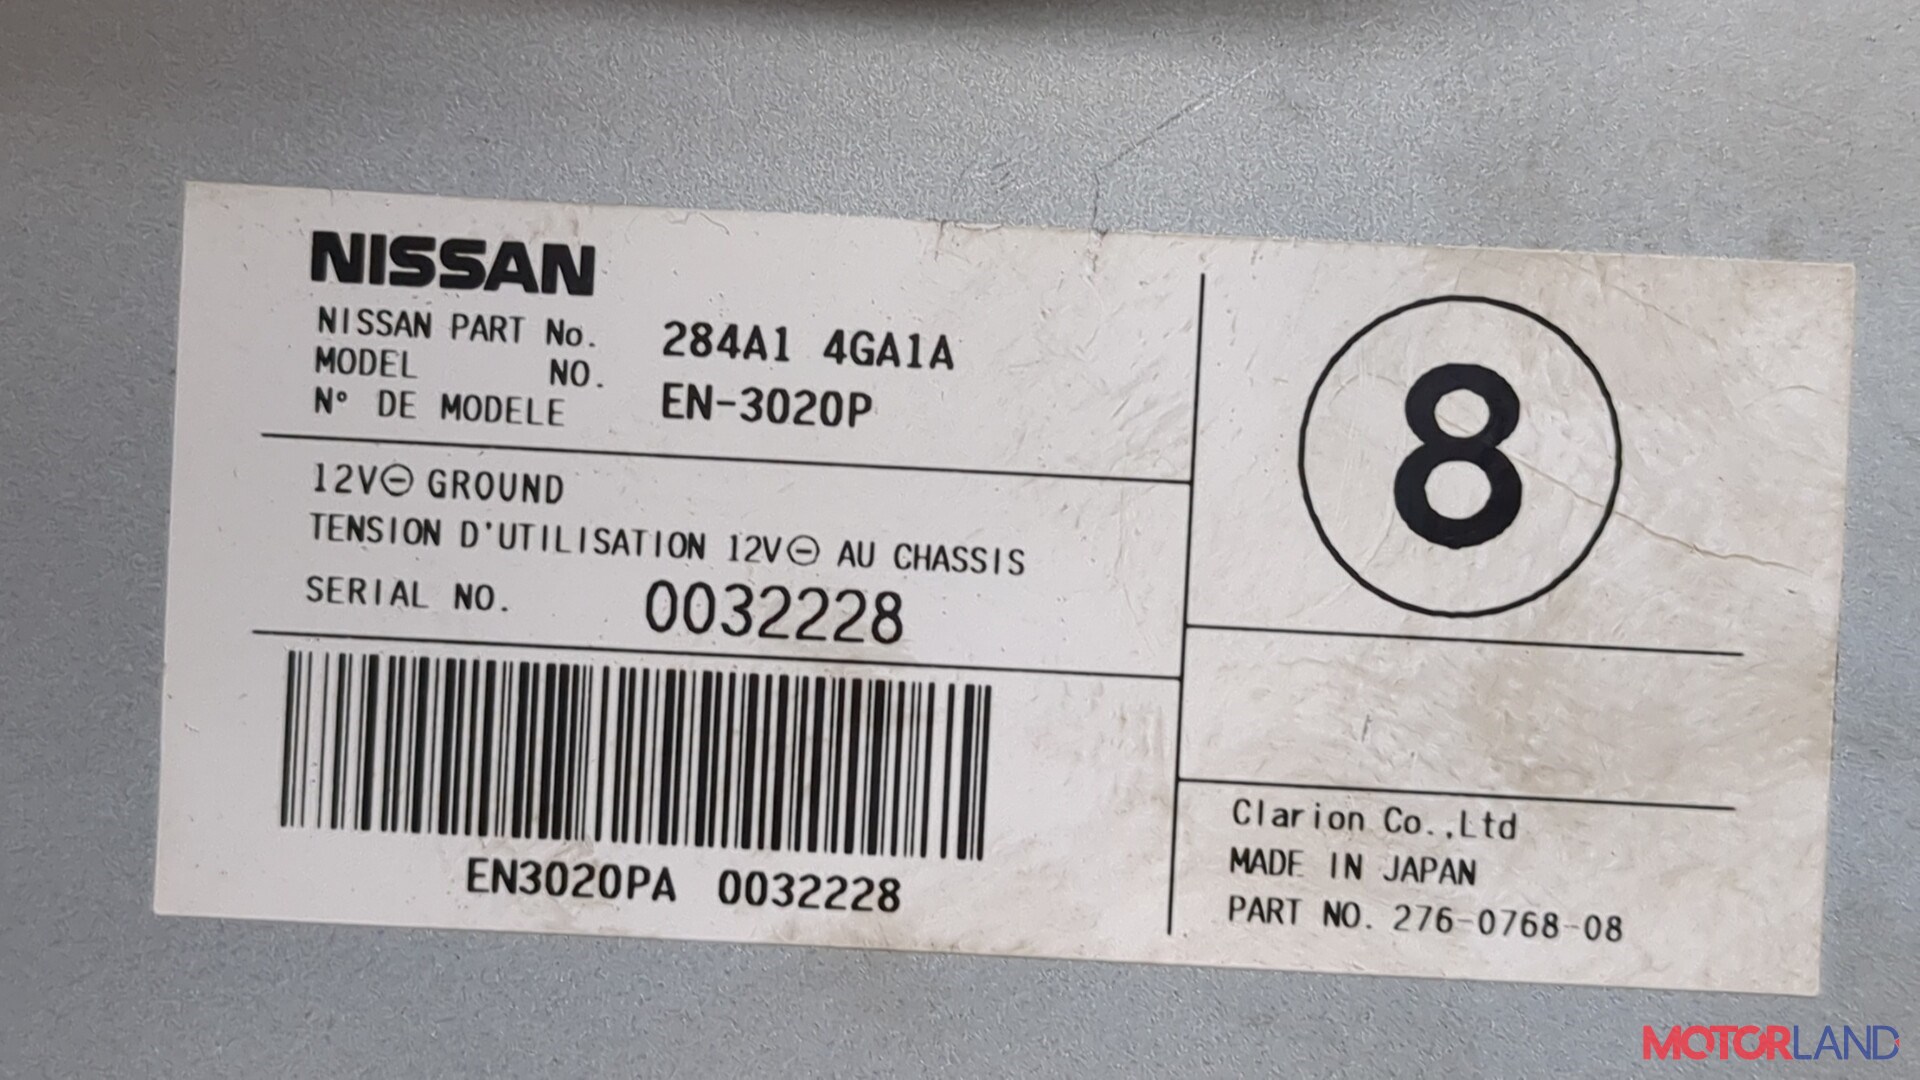 NISSAN
NISSAN PART No. 284A1 4GA1A
MODEL NO. EN-3020P
N° DE MODELE
12V⊖ GROUND
TENSION D'UTILISATION 12V⊖ AU CHASSIS
SERIAL NO. 0032228
EN3020PA 0032228
8
Clarion Co.,Ltd
MADE IN JAPAN
PART NO. 276-0768-08
MOTORLAND